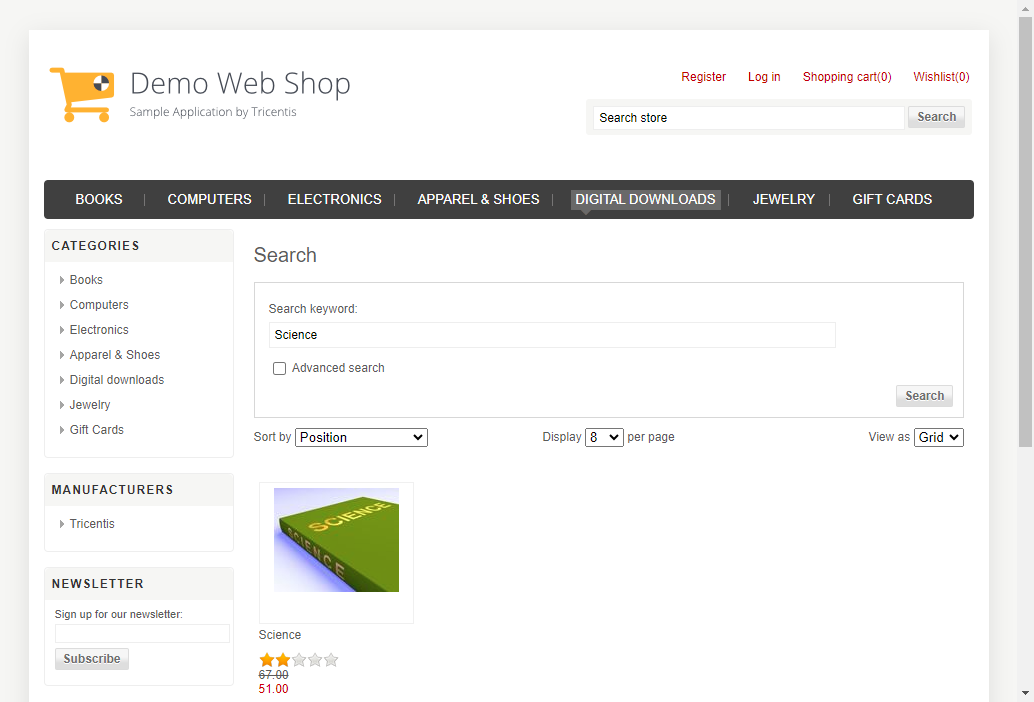 Demo Web Shop
Sample Application by Tricentis
Register Log in Shopping cart(0) Wishlist(0)
Search store Search
BOOKS COMPUTERS ELECTRONICS APPAREL & SHOES DIGITAL DOWNLOADS JEWELRY GIFT CARDS
CATEGORIES
Books
Computers
Electronics
Apparel & Shoes
Digital downloads
Jewelry
Gift Cards
MANUFACTURERS
Tricentis
NEWSLETTER
Sign up for our newsletter:
Subscribe
Search
Search keyword:
Science
Advanced search
Search
Sort by Position Display 8 per page View as Grid
SCIENCE
SCIENCE
Science
67.00
51.00